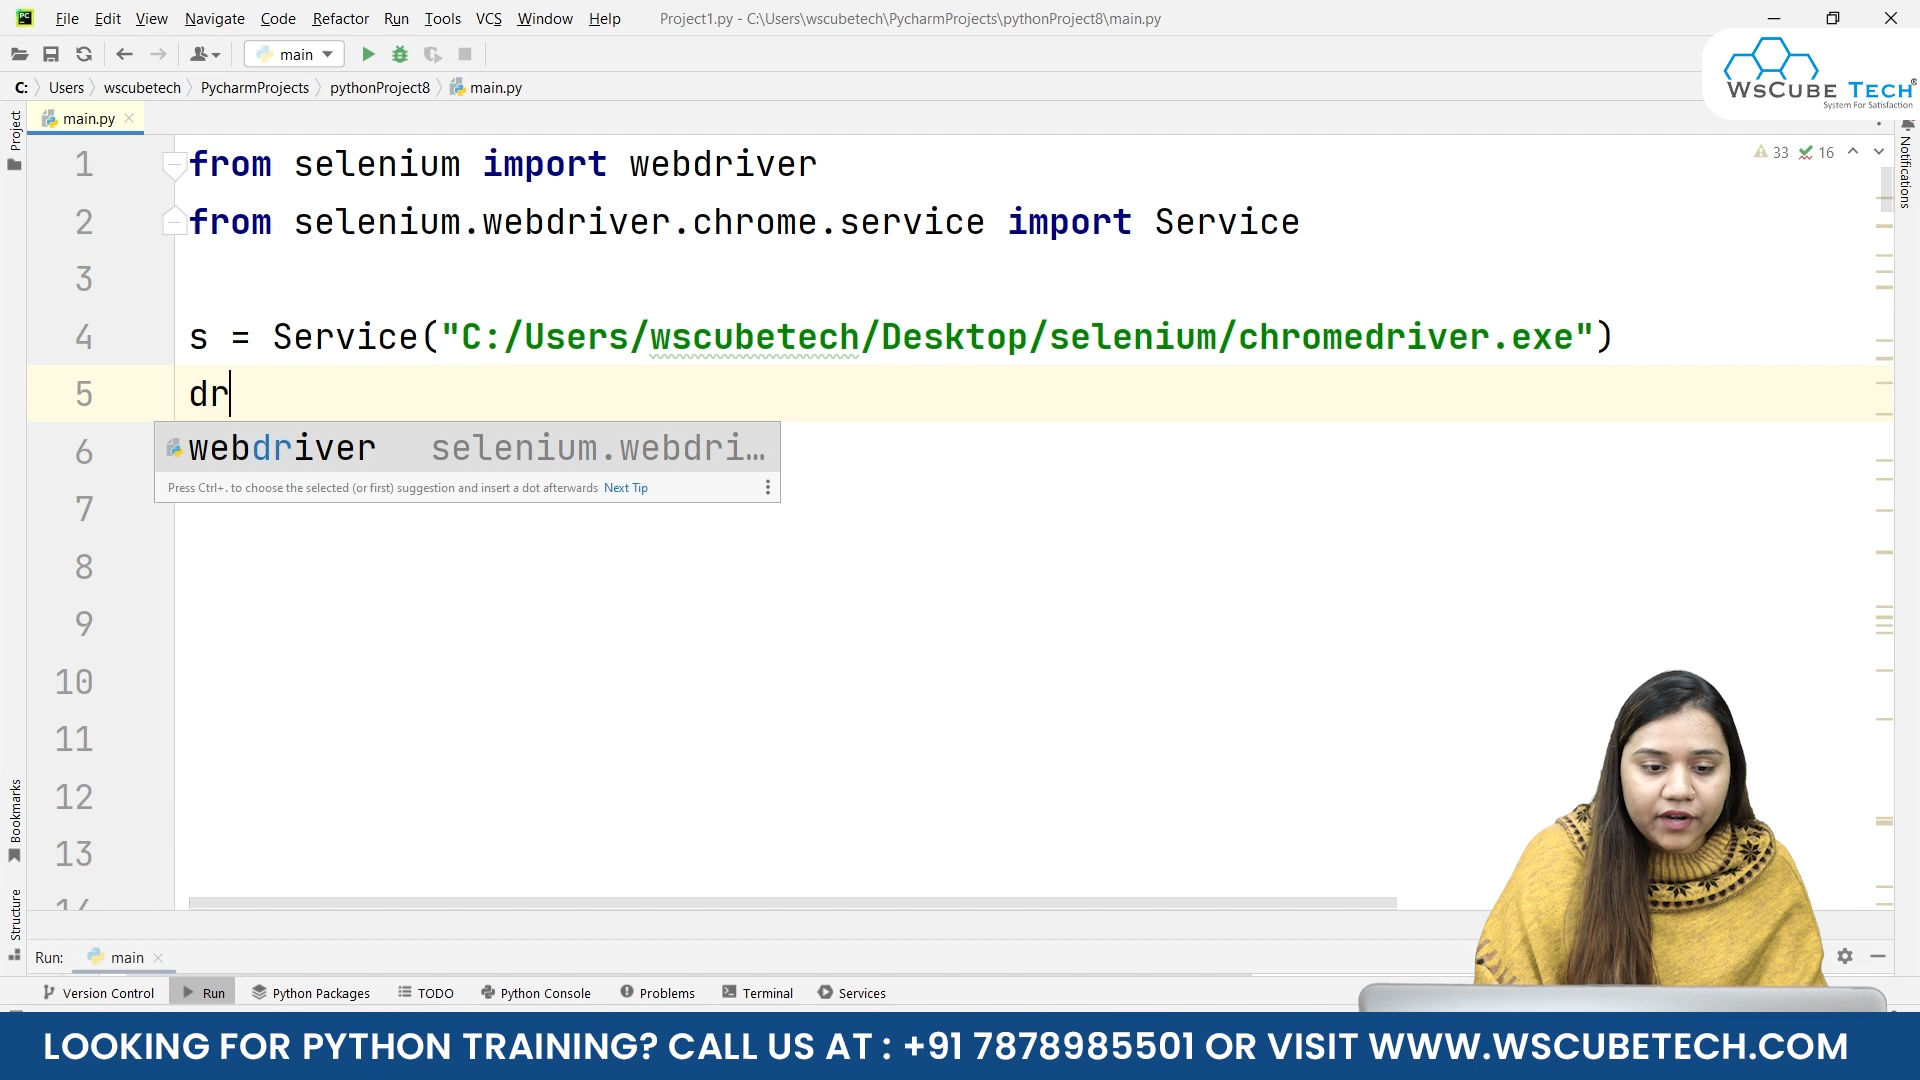 File Edit View Navigate Code Refactor Run Tools VCS Window Help Project1.py - C:\Users\wscubetech\PycharmProjects\pythonProject8\main.py
main
C: Users wscubetech PycharmProjects pythonProject8 main.py
WsCube Tech®
System For Satisfaction
Project
main.py
Notifications
33 16
1 from selenium import webdriver
2 from selenium.webdriver.chrome.service import Service
3
4 s = Service("C:/Users/wscubetech/Desktop/selenium/chromedriver.exe")
5 dr
6
webdriver selenium.webdri...
Press Ctrl+. to choose the selected (or first) suggestion and insert a dot afterwards Next Tip
7
8
9
10
11
12
13
14
Bookmarks
Structure
Run: main
Version Control Run Python Packages TODO Python Console Problems Terminal Services
LOOKING FOR PYTHON TRAINING? CALL US AT : +91 7878985501 OR VISIT WWW.WSCUBETECH.COM